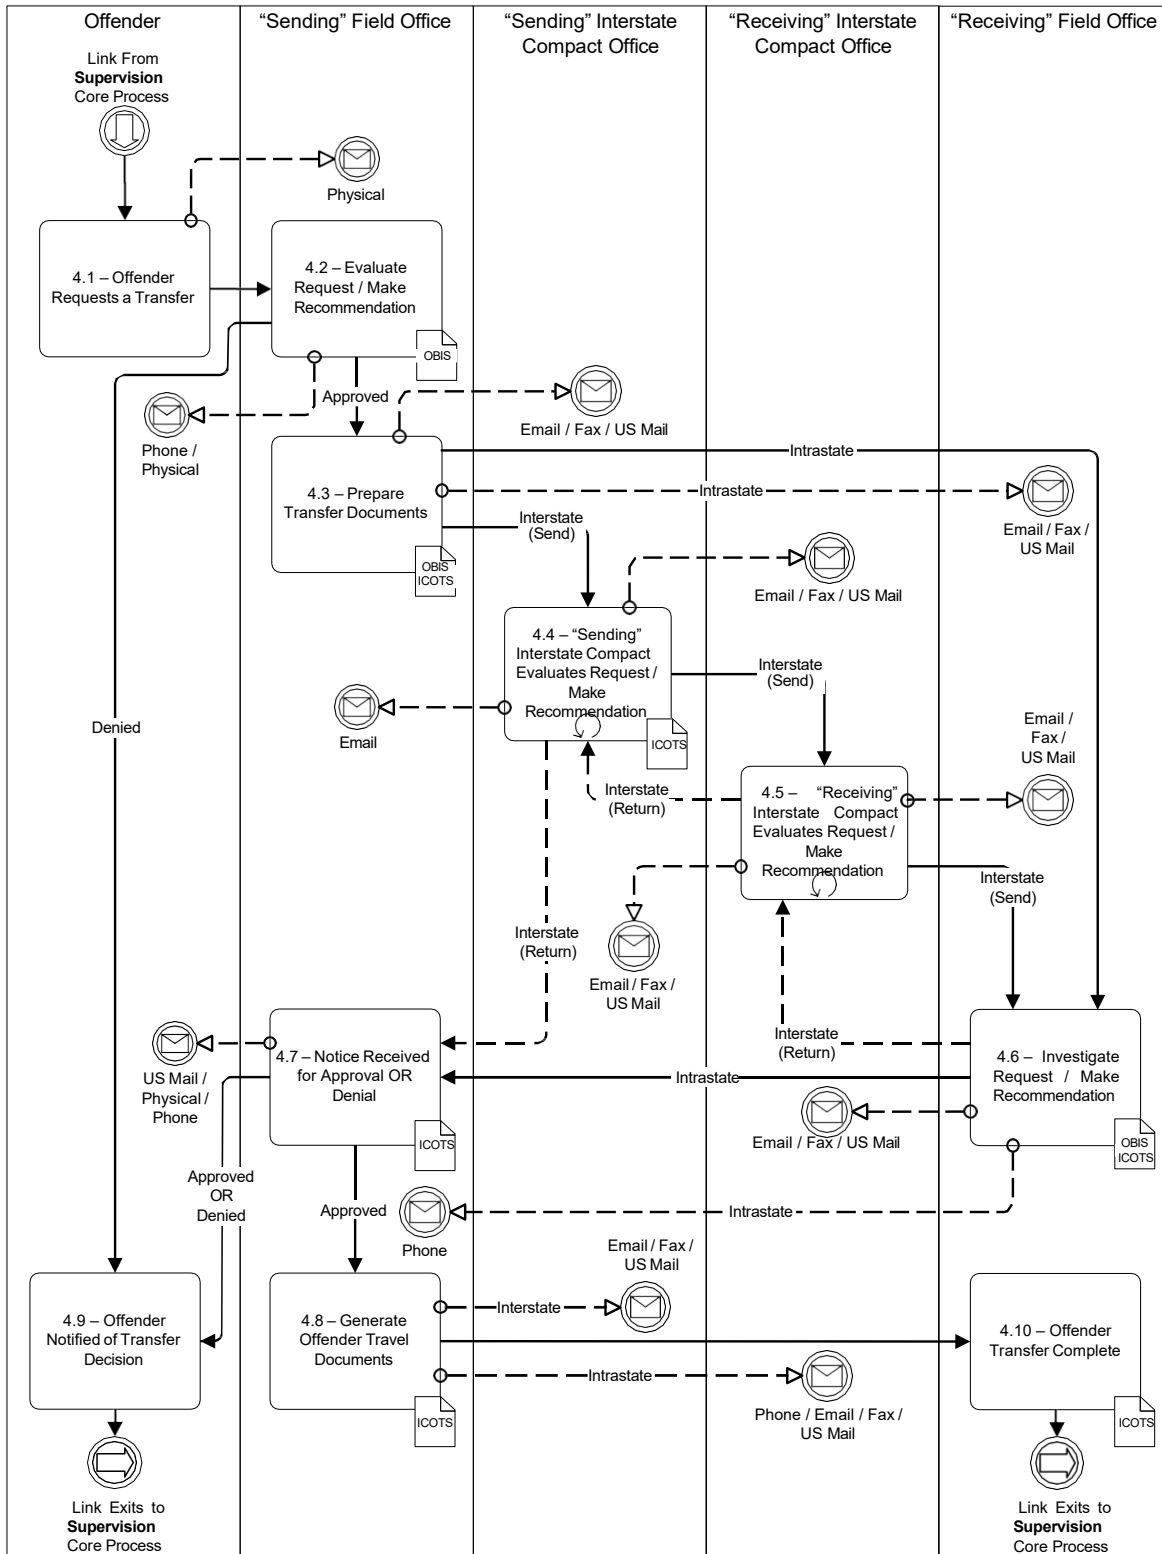 Offender
“Sending” Field Office
“Sending” Interstate
Compact Office
“Receiving” Interstate
Compact Office
“Receiving” Field Office
Link From
Supervision
Core Process
Physical
4.1 – Offender
Requests a Transfer
4.2 – Evaluate
Request / Make
Recommendation
OBIS
Approved
Phone /
Physical
Email / Fax / US Mail
4.3 – Prepare
Transfer Documents
OBIS
ICOTS
Intrastate
Intrastate
Email / Fax /
US Mail
Interstate
(Send)
Email / Fax / US Mail
4.4 – “Sending”
Interstate Compact
Evaluates Request /
Make
Recommendation
ICOTS
Interstate
(Send)
Email
Denied
Email /
Fax /
US Mail
Interstate
(Return)
4.5 – “Receiving”
Interstate Compact
Evaluates Request /
Make
Recommendation
Interstate
(Send)
Interstate
(Return)
Email / Fax /
US Mail
Interstate
(Return)
US Mail /
Physical /
Phone
4.7 – Notice Received
for Approval OR
Denial
ICOTS
Intrastate
4.6 – Investigate
Request / Make
Recommendation
OBIS
ICOTS
Email / Fax / US Mail
Approved
OR
Denied
Approved
Phone
Intrastate
Email / Fax /
US Mail
4.9 – Offender
Notified of Transfer
Decision
4.8 – Generate
Offender Travel
Documents
ICOTS
Interstate
Intrastate
Phone / Email / Fax /
US Mail
4.10 – Offender
Transfer Complete
ICOTS
Link Exits to
Supervision
Core Process
Link Exits to
Supervision
Core Process